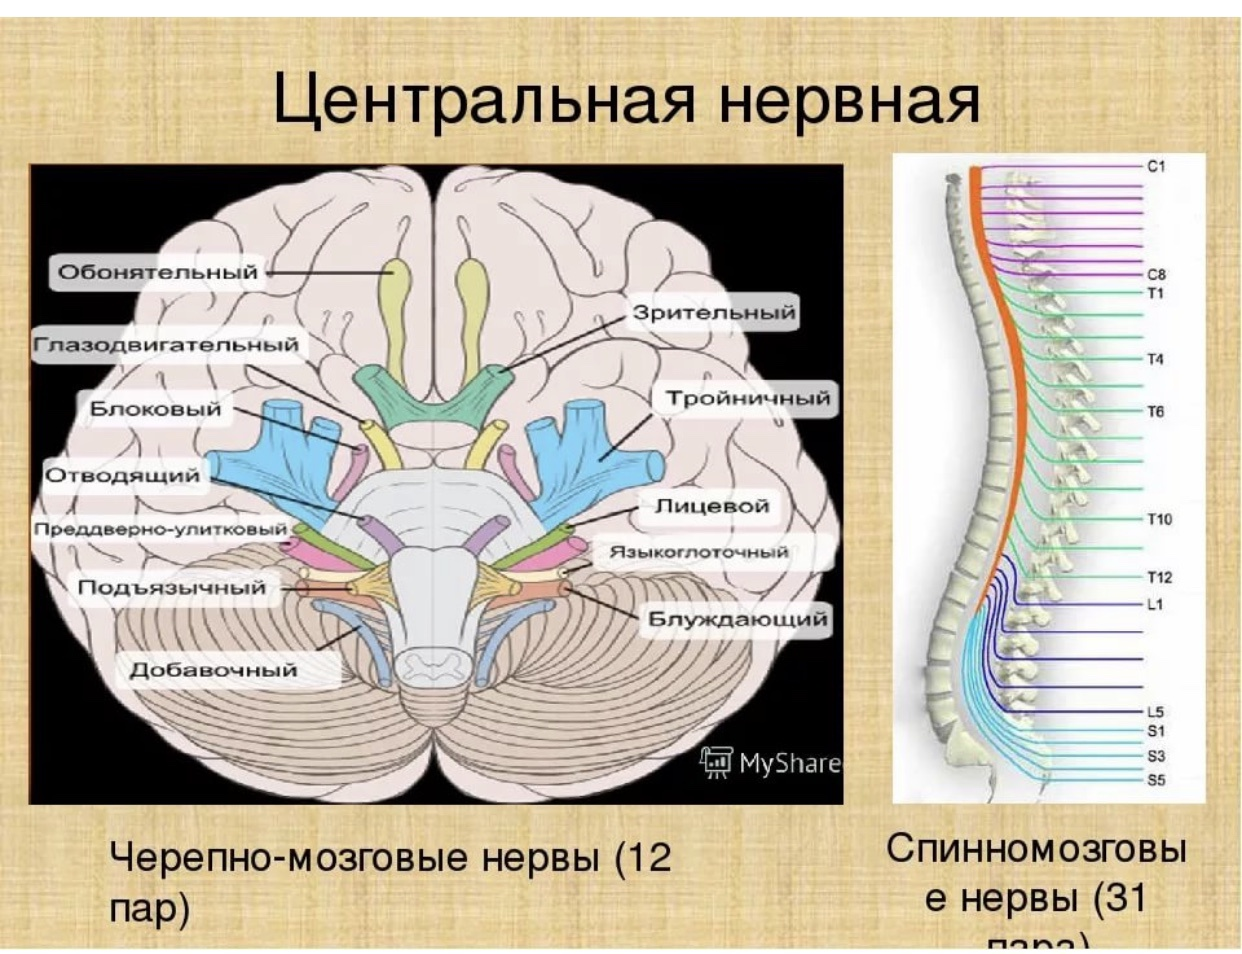 Центральная нервная
Обонятельный
Зрительный
Глазодвигательный
Тройничный
Блоковый
Отводящий
Лицевой
Преддверно-улитковый
Языкоглоточный
Подъязычный
Блуждающий
Добавочный
MyShare
C1
C8
T1
T4
T6
T10
T12
L1
L5
S1
S3
S5
Черепно-мозговые нервы (12
пар)
Спинномозговы
е нервы (31
пара)